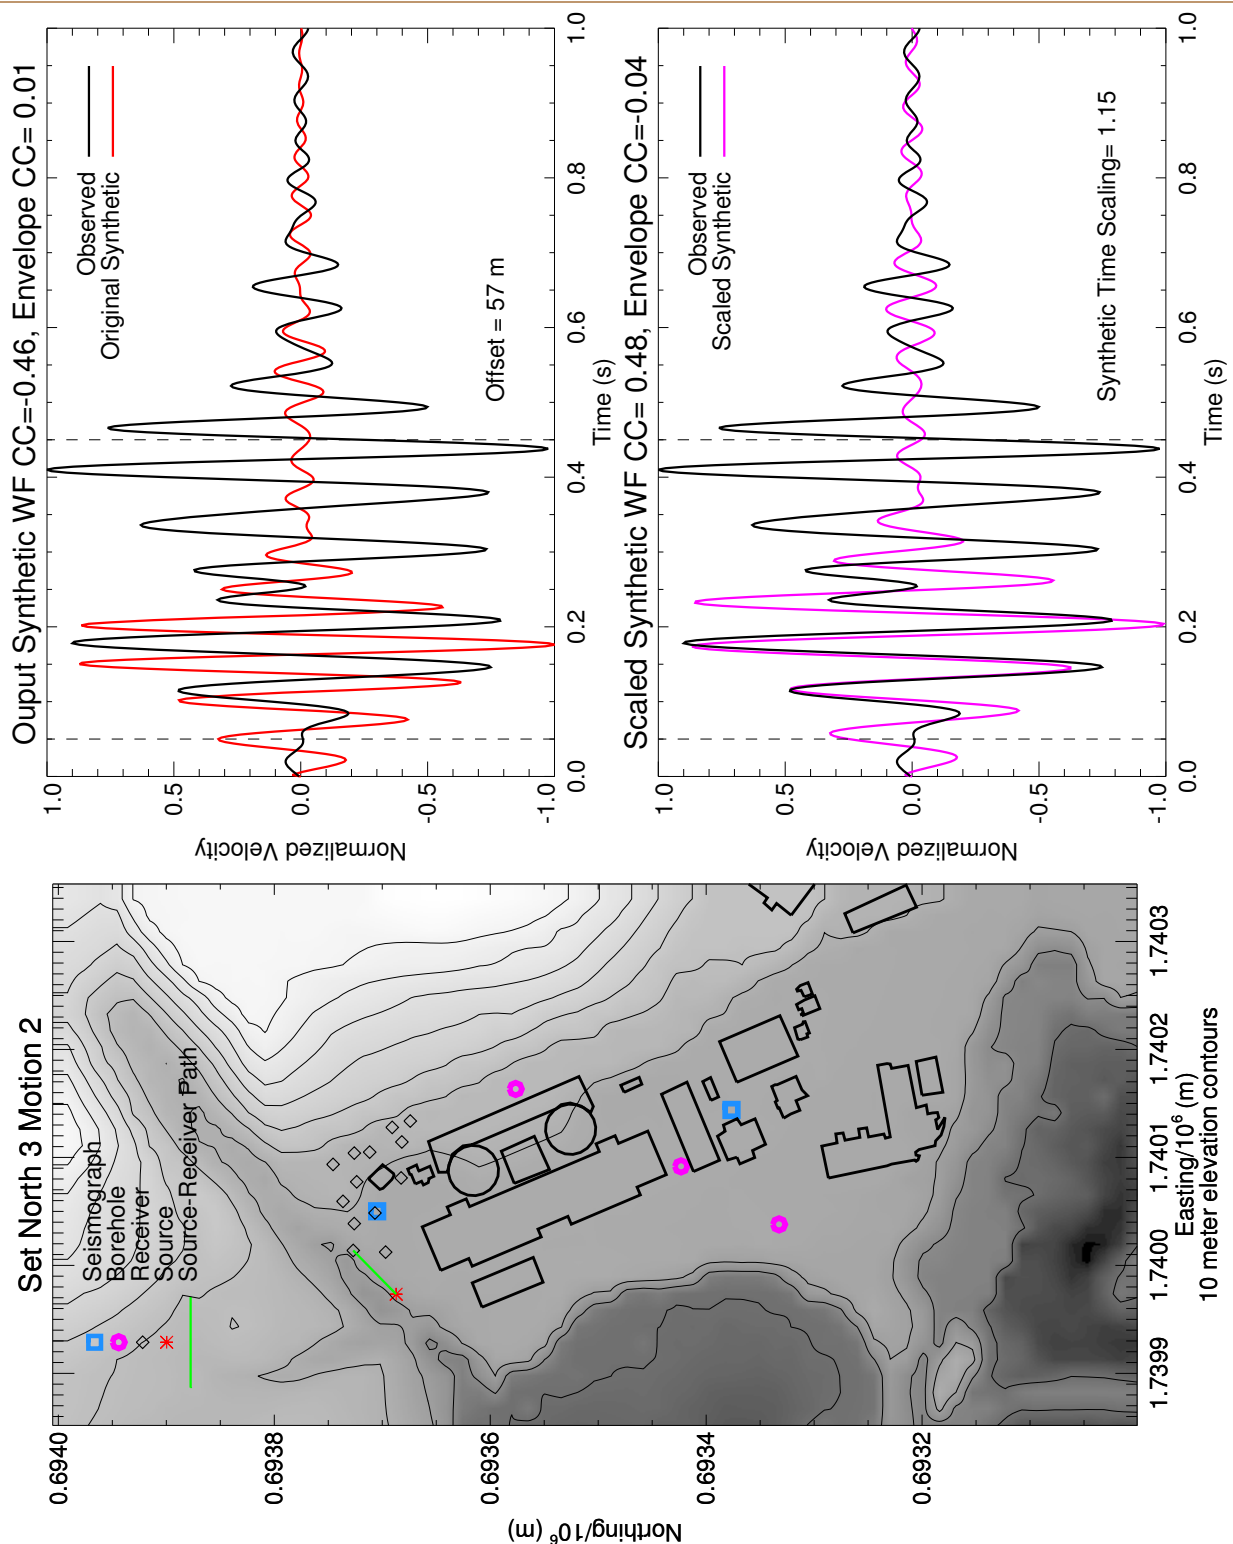 Set North 3 Motion 2
Seismograph
Borehole
Receiver
Source
Source-Receiver Path
0.6940
0.6938
0.6936
0.6934
0.6932
Northing/10⁶ (m)
1.7399
1.7400
1.7401
1.7402
1.7403
Easting/10⁶ (m)
10 meter elevation contours
Ouput Synthetic WF CC=-0.46, Envelope CC= 0.01
Observed
Original Synthetic
Offset = 57 m
1.0
0.5
0.0
-0.5
-1.0
Normalized Velocity
0.0
0.2
0.4
0.6
0.8
1.0
Time (s)
Scaled Synthetic WF CC= 0.48, Envelope CC=-0.04
Observed
Scaled Synthetic
Synthetic Time Scaling= 1.15
1.0
0.5
0.0
-0.5
-1.0
Normalized Velocity
0.0
0.2
0.4
0.6
0.8
1.0
Time (s)